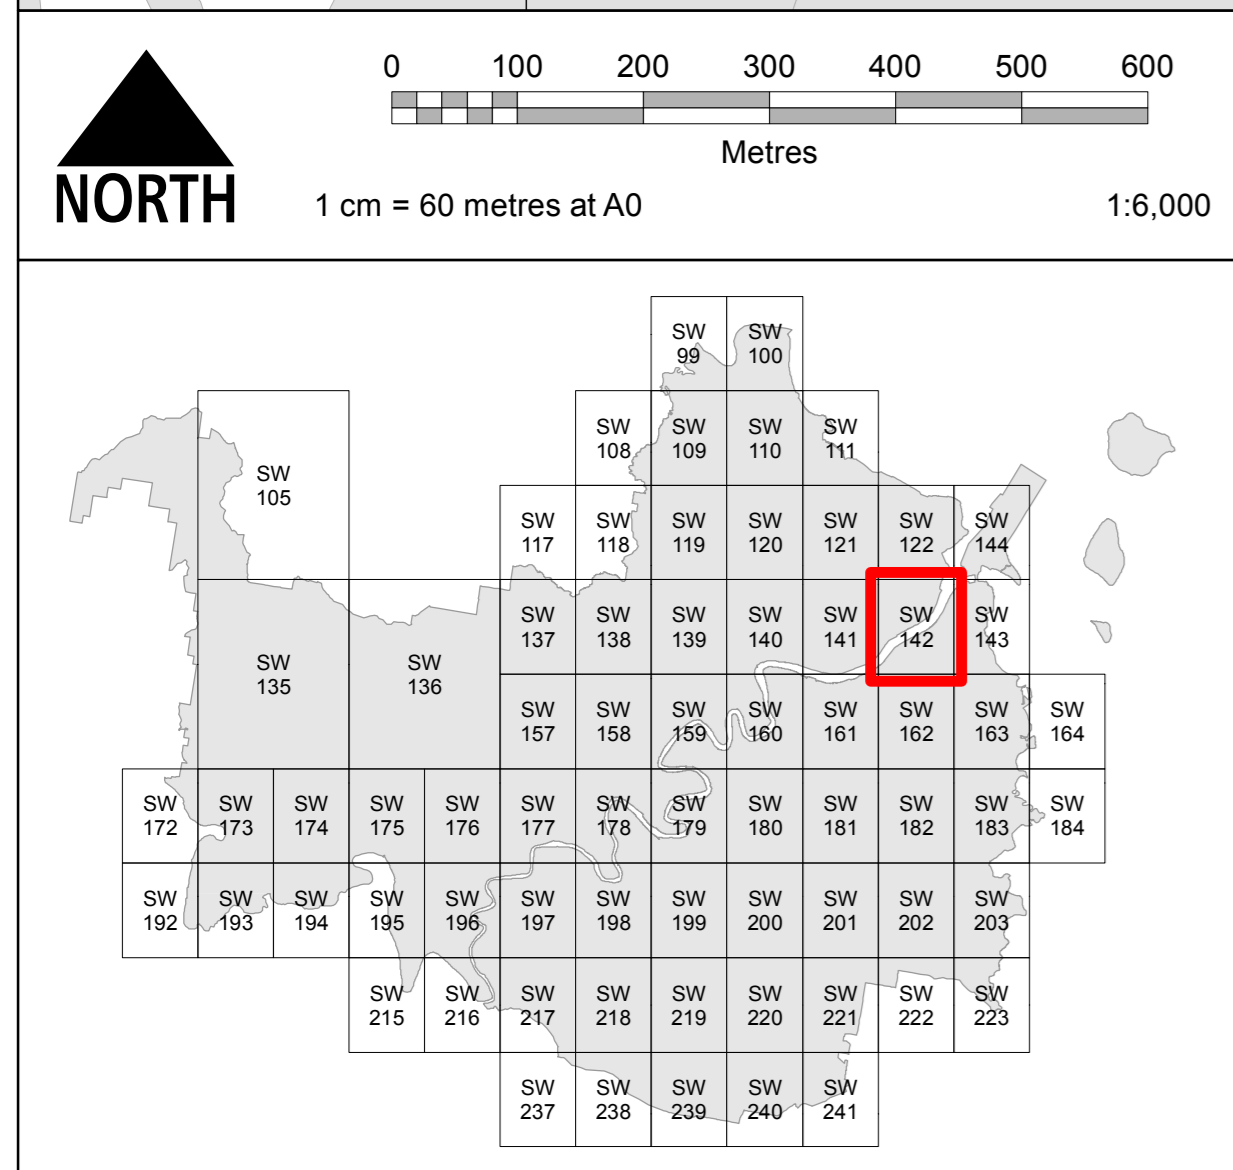 0 100 200 300 400 500 600
Metres
NORTH
1 cm = 60 metres at A0
1:6,000
SW SW
99 100
SW SW SW SW
108 109 110 111
SW
105
SW SW SW SW SW SW SW
117 118 119 120 121 122 144
SW SW SW SW SW SW SW
137 138 139 140 141 142 143
SW SW
135 136
SW SW SW SW SW SW SW SW
157 158 159 160 161 162 163 164
SW SW SW SW SW SW SW SW SW SW SW SW SW
172 173 174 175 176 177 178 179 180 181 182 183 184
SW SW SW SW SW SW SW SW SW SW SW SW
192 193 194 195 196 197 198 199 200 201 202 203
SW SW SW SW SW SW SW SW SW
215 216 217 218 219 220 221 222 223
SW SW SW SW SW
237 238 239 240 241